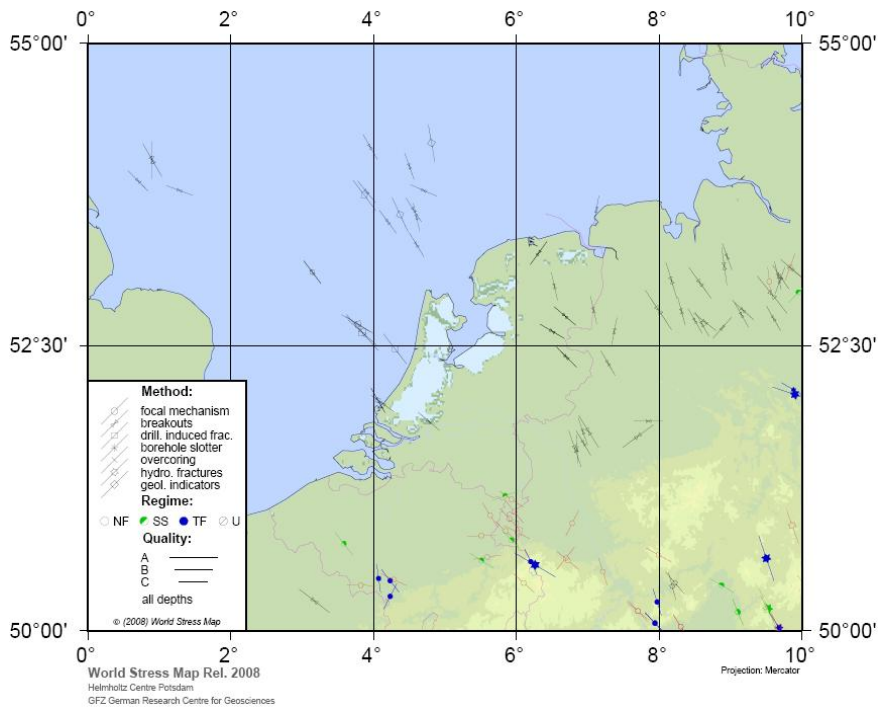 0° 2° 4° 6° 8° 10°
55°00' 55°00'
52°30' 52°30'
Method:
focal mechanism
breakouts
drill. induced frac.
borehole slotter
overcoring
hydro. fractures
geol. indicators
Regime:
NF SS TF U
Quality:
A
B
C
all depths
© (2008) World Stress Map
50°00' 50°00'
0° 2° 4° 6° 8° 10°
World Stress Map Rel. 2008
Projection: Mercator
Helmholtz Centre Potsdam
GFZ German Research Centre for Geosciences